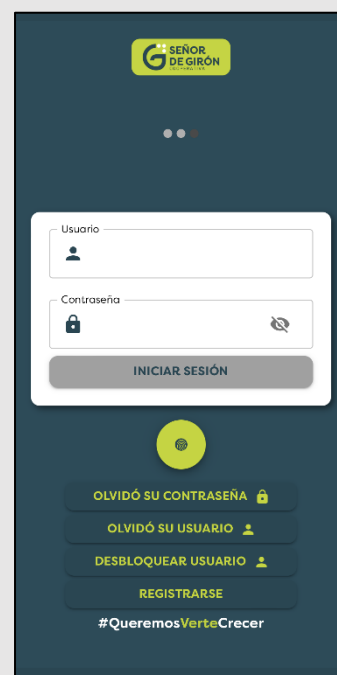 SEÑOR
DE GIRÓN
Usuario
Contraseña
INICIAR SESIÓN
OLVIDÓ SU CONTRASEÑA
OLVIDÓ SU USUARIO
DESBLOQUEAR USUARIO
REGISTRARSE
#QueremosVerteCrecer